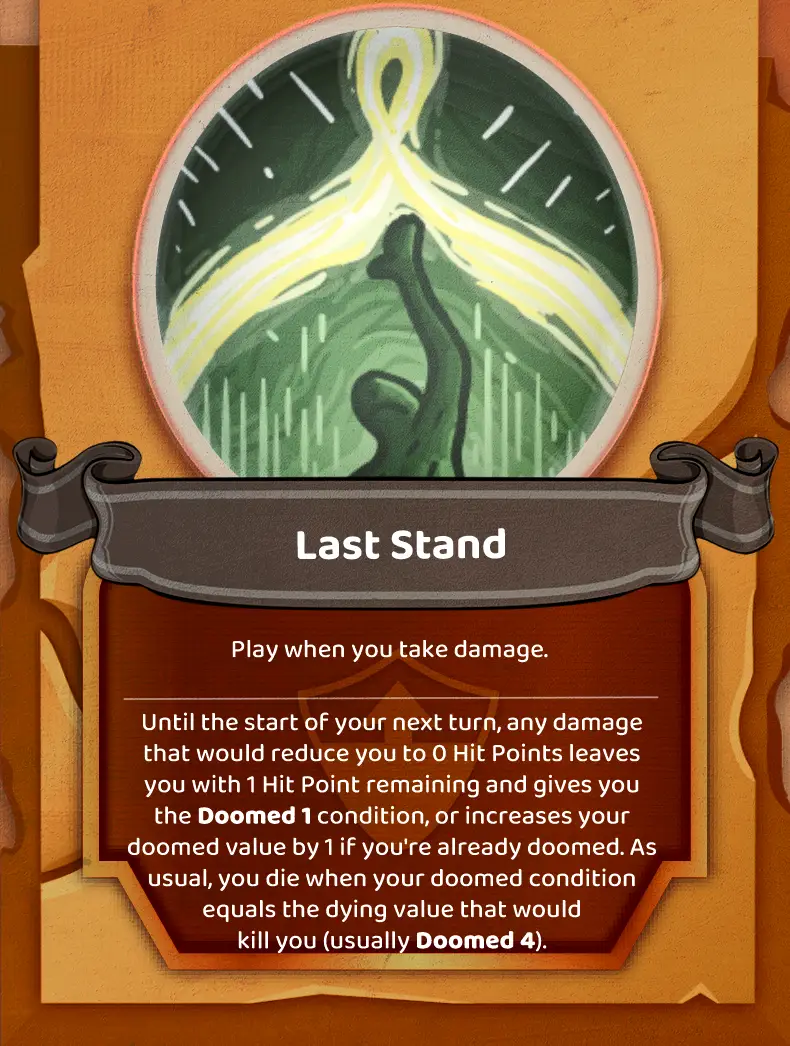 Last Stand
Play when you take damage.
Until the start of your next turn, any damage
that would reduce you to 0 Hit Points leaves
you with 1 Hit Point remaining and gives you
the Doomed 1 condition, or increases your
doomed value by 1 if you're already doomed. As
usual, you die when your doomed condition
equals the dying value that would
kill you (usually Doomed 4).